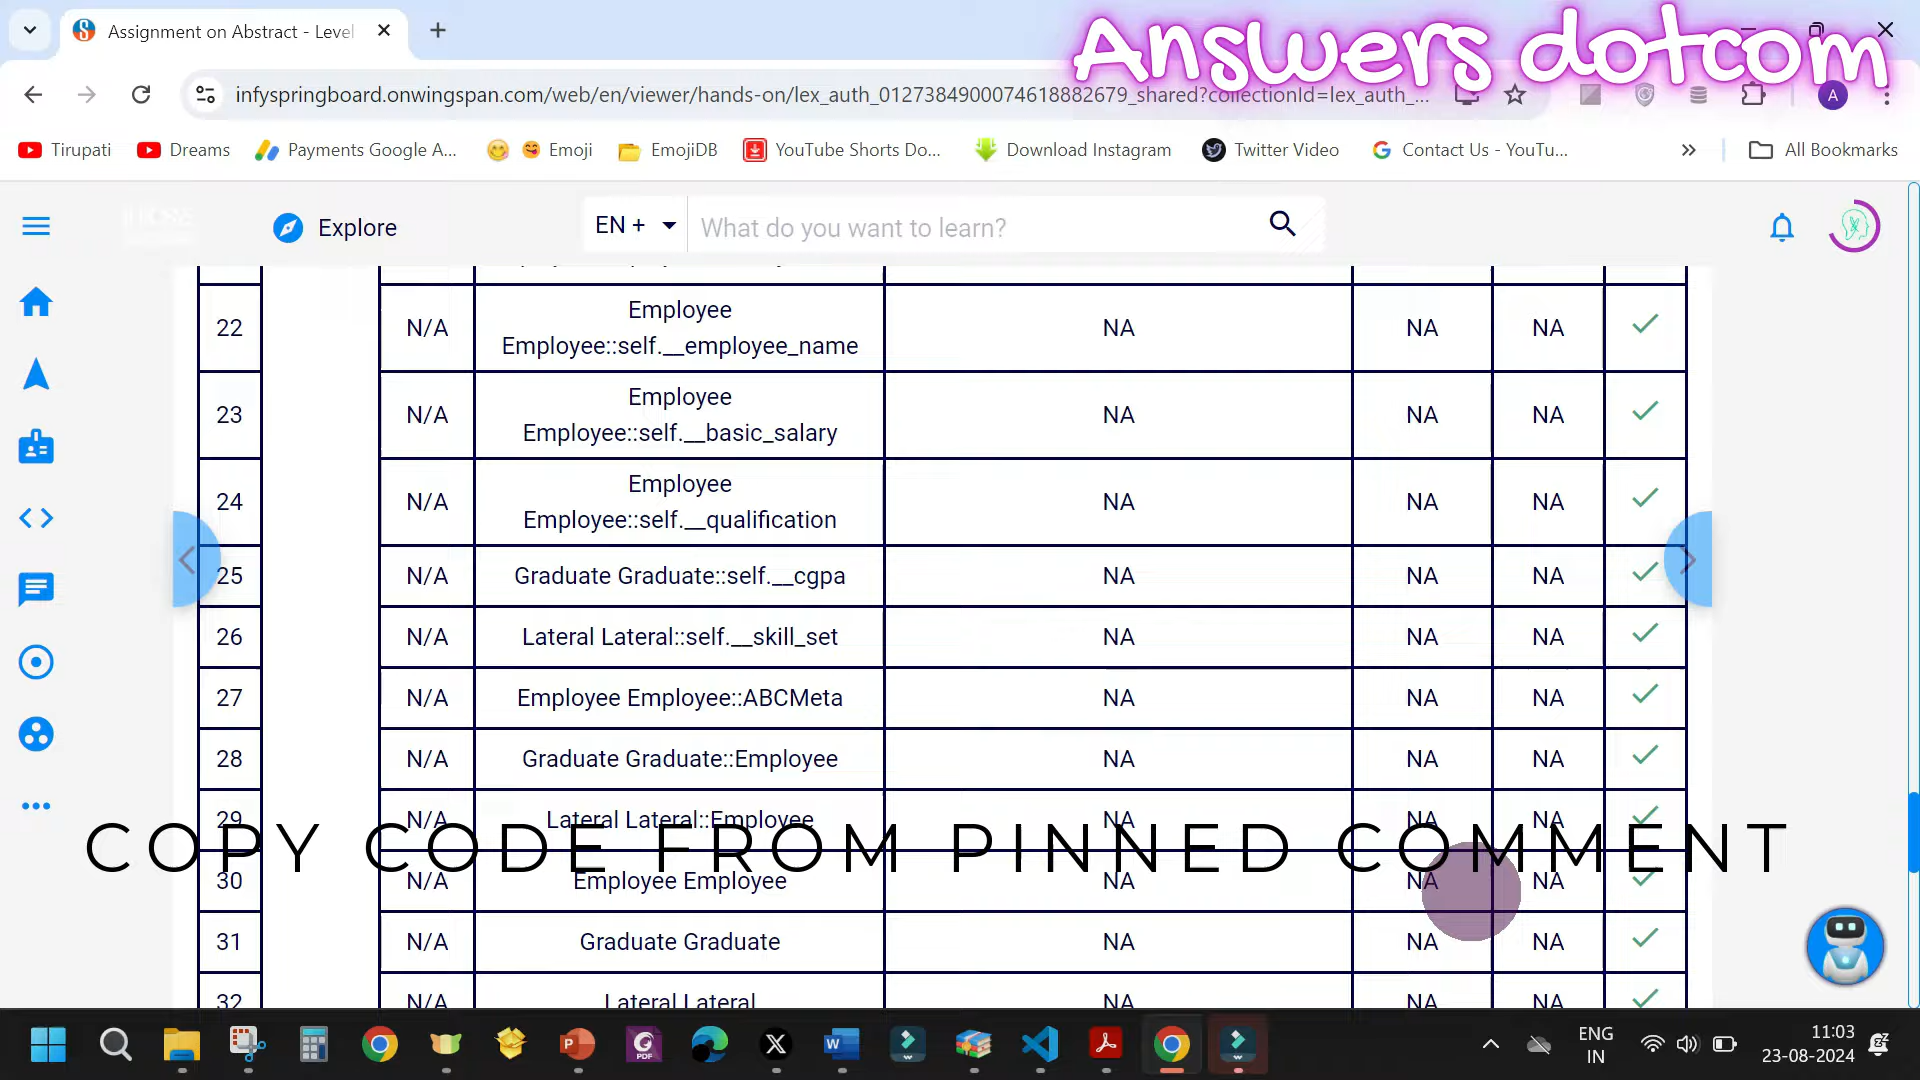 Assignment on Abstract - Level
Answers dotcom
infyspringboard.onwingspan.com/web/en/viewer/hands-on/lex_auth_0127384900074618882679_shared?collectionId=lex_auth_...
A
Tirupati
Dreams
Payments Google A...
Emoji
EmojiDB
YouTube Shorts Do...
Download Instagram
Twitter Video
Contact Us - YouTu...
All Bookmarks
Explore
EN +
What do you want to learn?
22 N/A Employee Employee::self.__employee_name NA NA NA
23 N/A Employee Employee::self.__basic_salary NA NA NA
24 N/A Employee Employee::self.__qualification NA NA NA
25 N/A Graduate Graduate::self.__cgpa NA NA NA
26 N/A Lateral Lateral::self.__skill_set NA NA NA
27 N/A Employee Employee::ABCMeta NA NA NA
28 N/A Graduate Graduate::Employee NA NA NA
29 N/A Lateral Lateral::Employee NA NA NA
COPY CODE FROM PINNED COMMENT
30 N/A Employee Employee NA NA NA
31 N/A Graduate Graduate NA NA NA
32 N/A Lateral Lateral NA NA NA
ENG
IN
11:03
23-08-2024